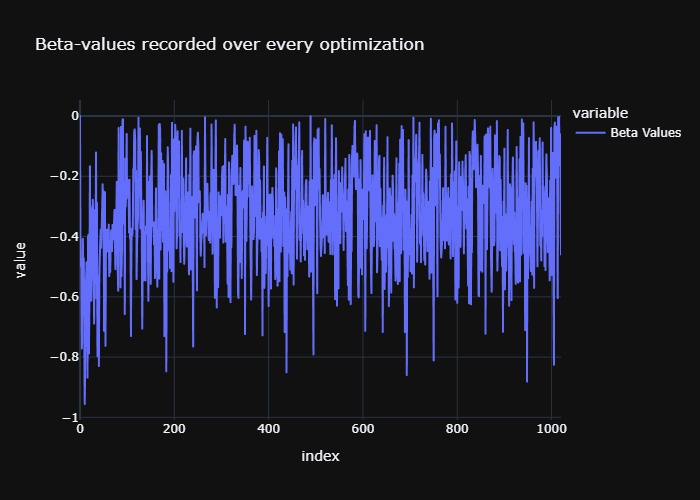 Beta-values recorded over every optimization
variable
Beta Values
value
0
−0.2
−0.4
−0.6
−0.8
−1
0
200
400
600
800
1000
index